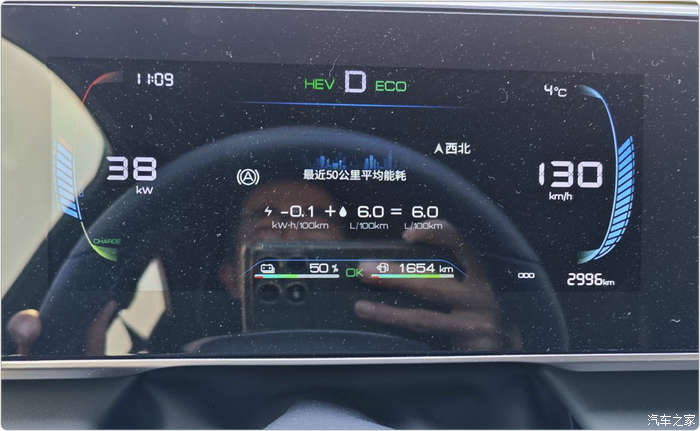 11:09
HEV D ECO
4℃
西北
38
kW
最近50公里平均能耗
130
km/h
-0.1 + 6.0 = 6.0
kW·h/100km L/100km L/100km
CHARGE
50% OK 1654 km
2996km
汽车之家